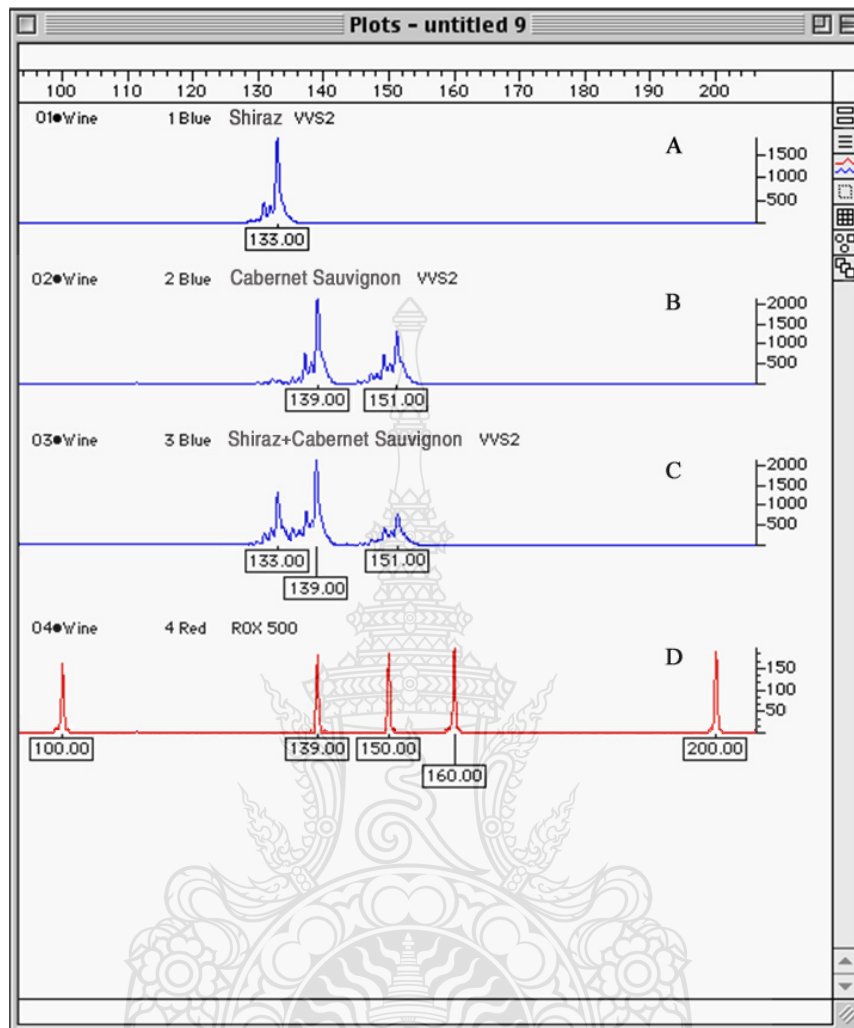 Plots - untitled 9
100 110 120 130 140 150 160 170 180 190 200
01●Wine 1 Blue Shiraz VVS2 A
1500
1000
500
133.00
02●Wine 2 Blue Cabernet Sauvignon VVS2 B
2000
1500
1000
500
139.00 151.00
03●Wine 3 Blue Shiraz+Cabernet Sauvignon VVS2 C
2000
1500
1000
500
133.00 151.00
139.00
04●Wine 4 Red ROX 500 D
150
100
50
100.00 139.00 150.00 200.00
160.00